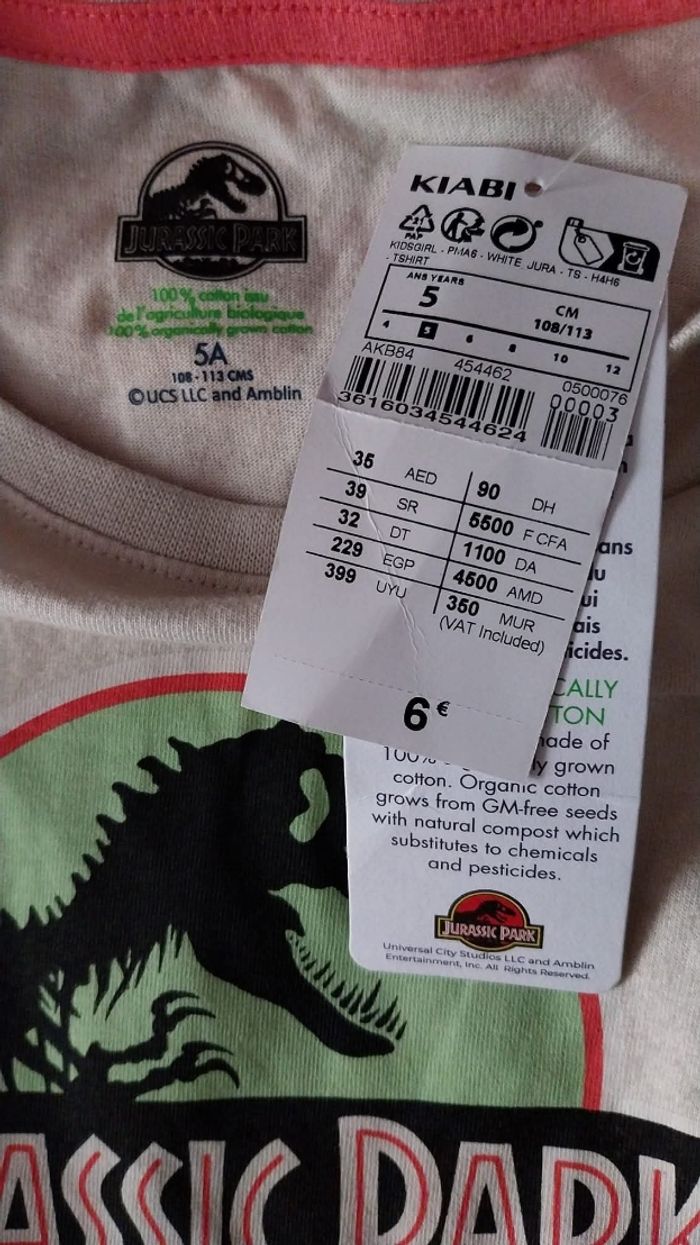 JURASSIC PARK
100% coton issu
de l'agriculture biologique
100% organically grown cotton
5A
108-113 CMS
©UCS LLC and Amblin
KIABI
21
PAP
KIDSGIRL - PMA6 - WHITE JURA - TS - H4H6
- TSHIRT
ANS YEARS
5
CM
108/113
4 5 6 8 10 12
AKB84 454462 0500076
00003
3616034544624
35 AED 90 DH
39 SR 5500 F CFA
32 DT 1100 DA
229 EGP 4500 AMD
399 UYU 350 MUR
(VAT Included)
6€
ans
icides.
CALLY
TON
made of
100%
ly grown
cotton. Organic cotton
grows from GM-free seeds
with natural compost which
substitutes to chemicals
and pesticides.
JURASSIC PARK
Universal City Studios LLC and Amblin
Entertainment, Inc. All Rights Reserved.
ASSIC PARK